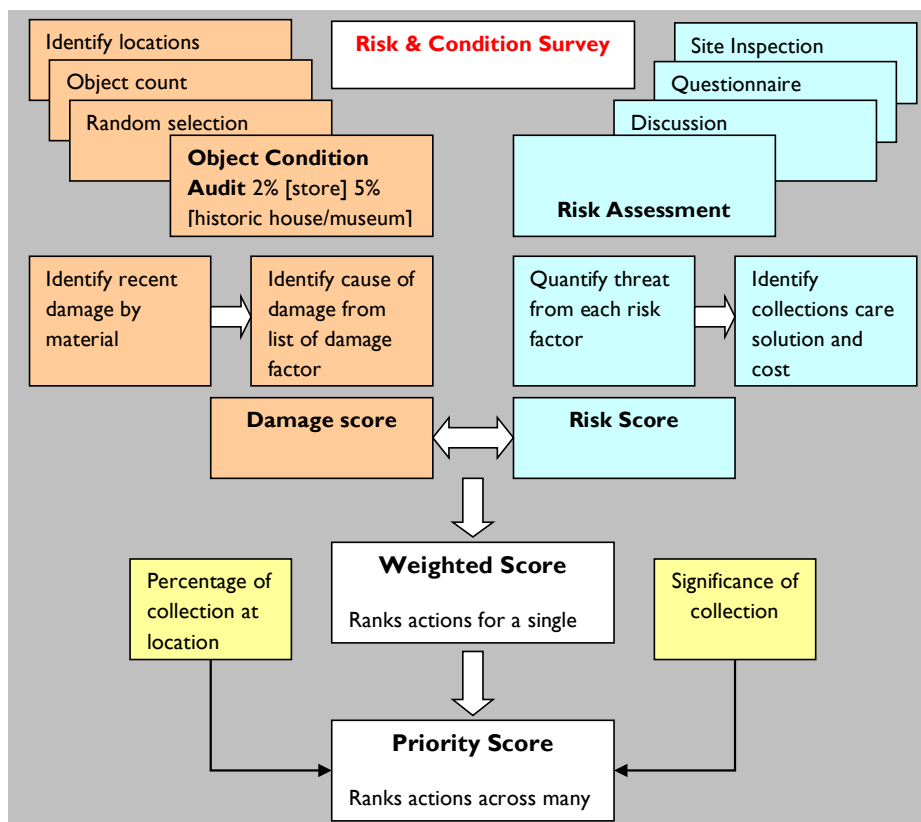 Risk & Condition Survey
Identify locations
Object count
Random selection
Object Condition
Audit 2% [store] 5%
[historic house/museum]
Site Inspection
Questionnaire
Discussion
Risk Assessment
Identify recent
damage by
material
Identify cause of
damage from
list of damage
factor
Quantify threat
from each risk
factor
Identify
collections care
solution and
cost
Damage score
Risk Score
Weighted Score
Ranks actions for a single
Percentage of
collection at
location
Significance of
collection
Priority Score
Ranks actions across many